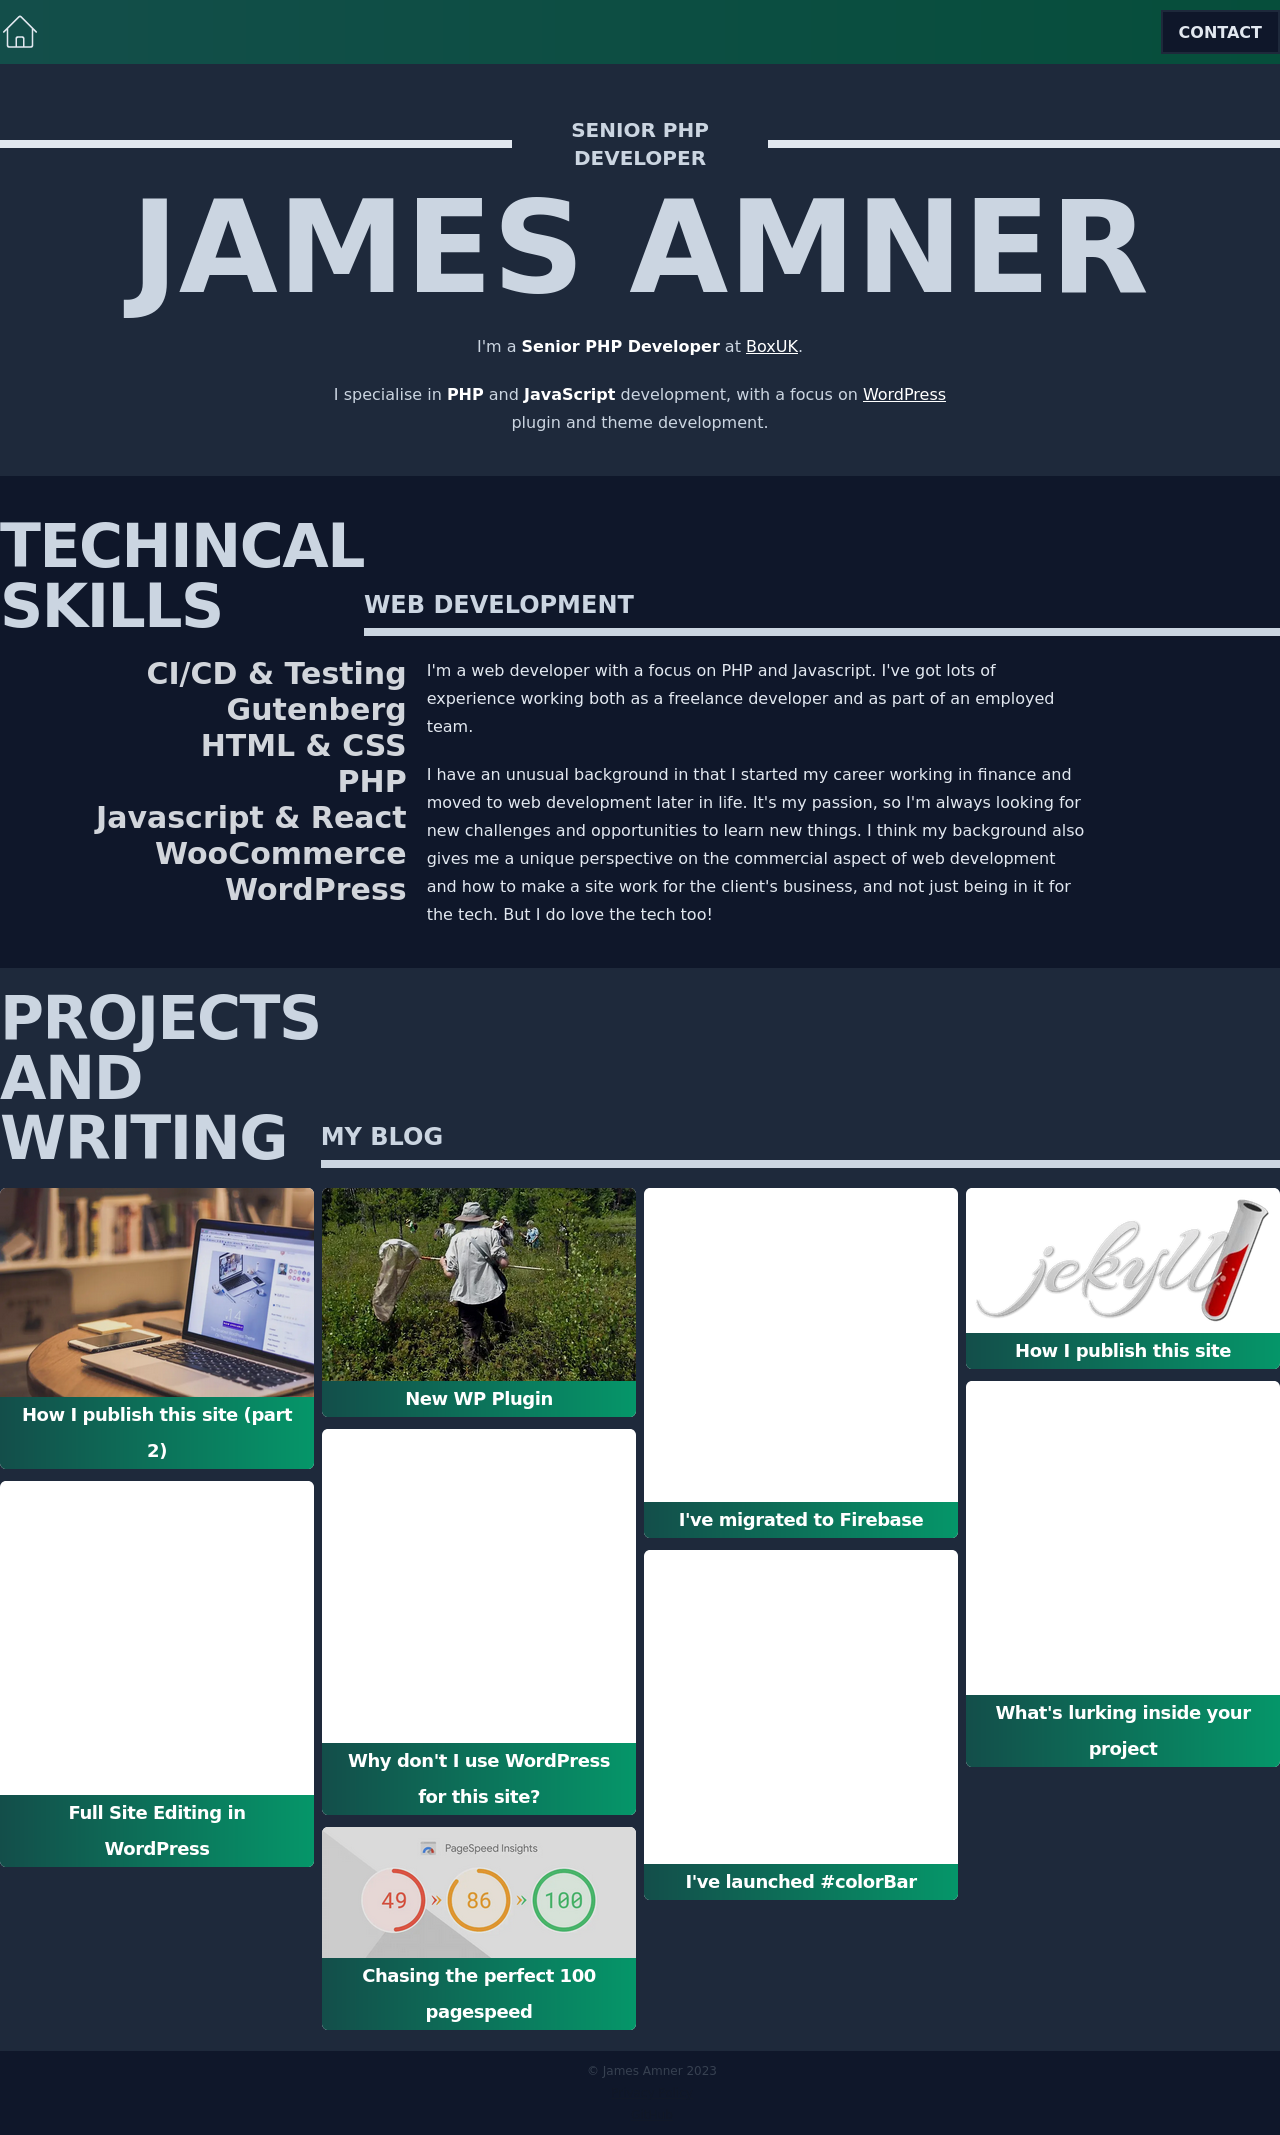 CONTACT
SENIOR PHP
DEVELOPER
JAMES AMNER
I'm a Senior PHP Developer at BoxUK.
I specialise in PHP and JavaScript development, with a focus on WordPress
plugin and theme development.
TECHINCAL
SKILLS
WEB DEVELOPMENT
CI/CD & Testing
Gutenberg
HTML & CSS
PHP
Javascript & React
WooCommerce
WordPress
I'm a web developer with a focus on PHP and Javascript. I've got lots of
experience working both as a freelance developer and as part of an employed
team.
I have an unusual background in that I started my career working in finance and
moved to web development later in life. It's my passion, so I'm always looking for
new challenges and opportunities to learn new things. I think my background also
gives me a unique perspective on the commercial aspect of web development
and how to make a site work for the client's business, and not just being in it for
the tech. But I do love the tech too!
PROJECTS
AND
WRITING
MY BLOG
14
How I publish this site (part
2)
Full Site Editing in
WordPress
New WP Plugin
Why don't I use WordPress
for this site?
PageSpeed Insights
49 » 86 » 100
Chasing the perfect 100
pagespeed
I've migrated to Firebase
I've launched #colorBar
jekyll
How I publish this site
What's lurking inside your
project
© James Amner 2023